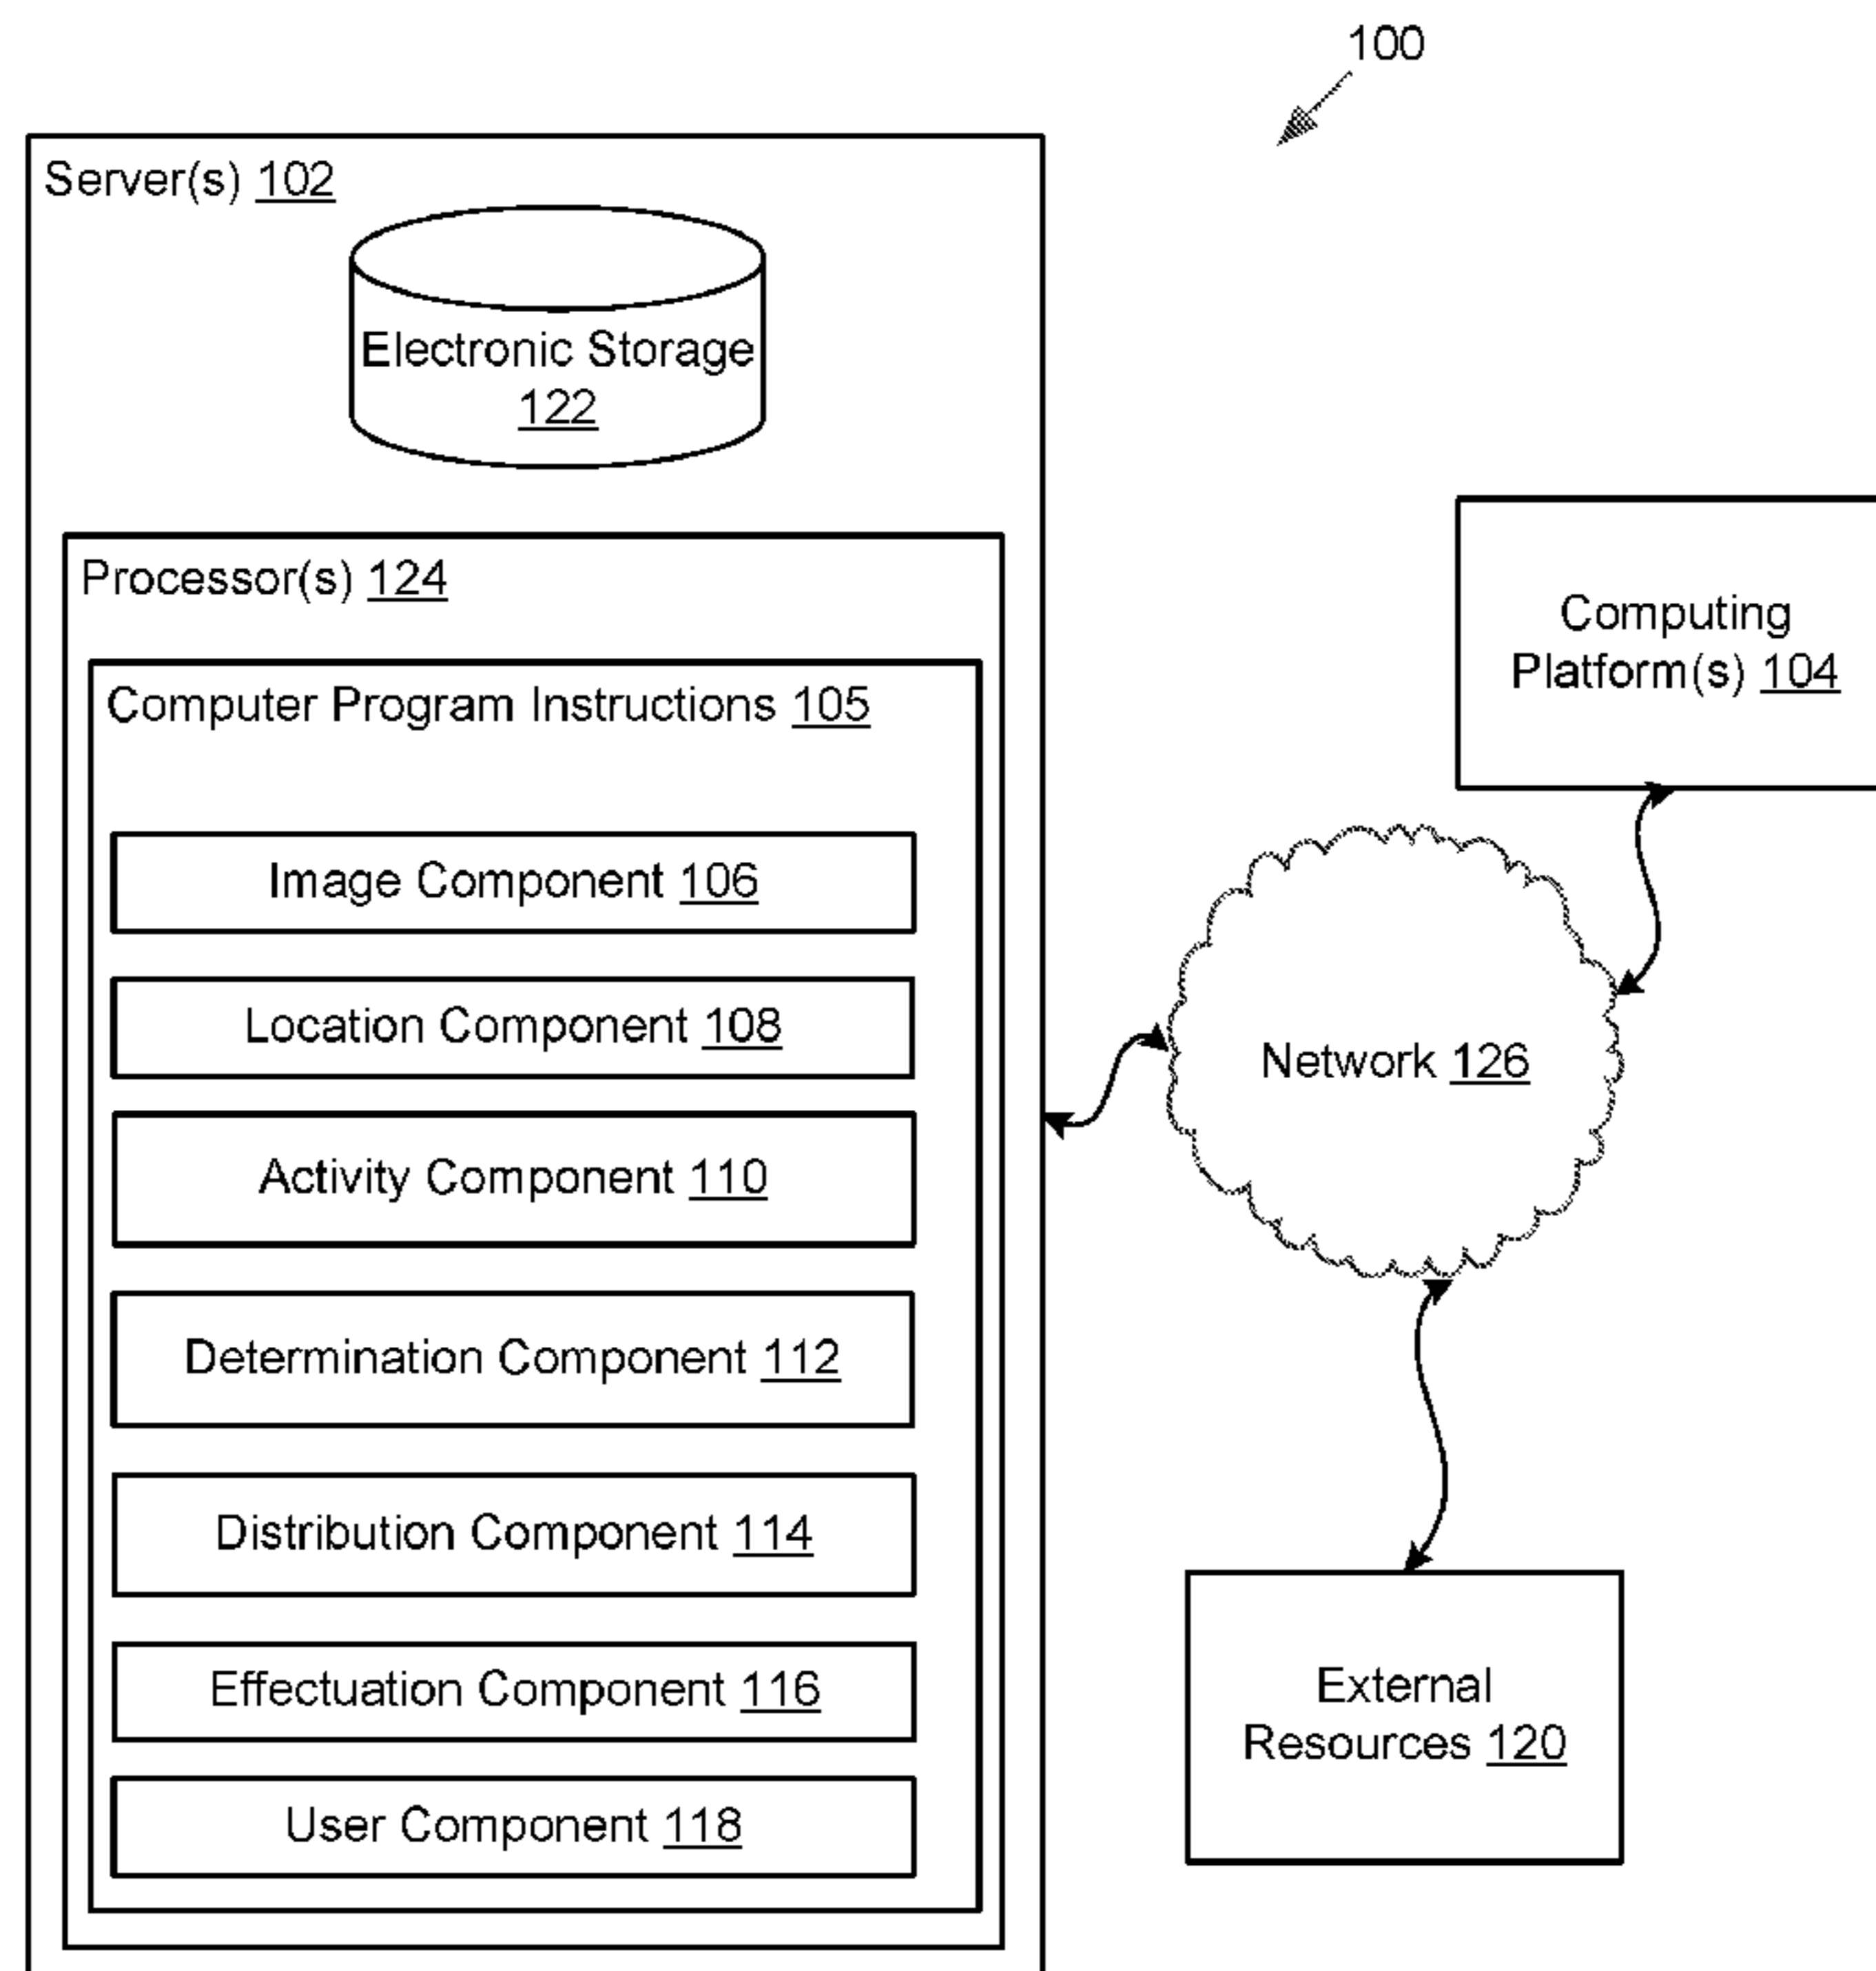 100
Server(s) 102
Electronic Storage
122
Processor(s) 124
Computer Program Instructions 105
Image Component 106
Location Component 108
Activity Component 110
Determination Component 112
Distribution Component 114
Effectuation Component 116
User Component 118
Computing
Platform(s) 104
Network 126
External
Resources 120